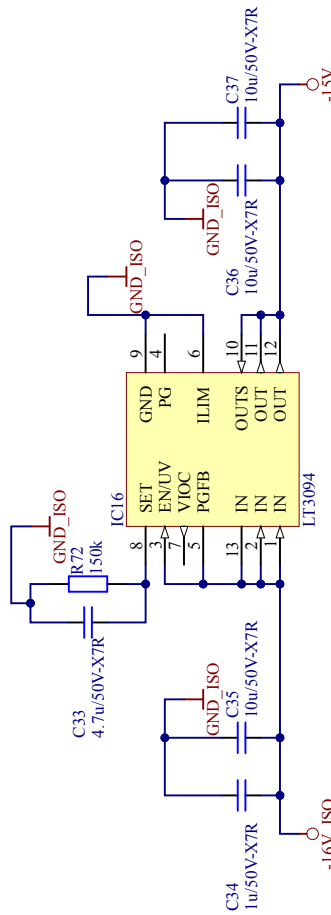 C33
4.7u/50V-X7R
R72
150k
GND_ISO
GND_ISO
IC16
8
SET
3
EN/UV
7
VIOC
5
PGFB
13
IN
2
IN
1
IN
GND
9
PG
4
ILIM
6
OUTS
10
OUT
11
OUT
12
LT3094
C34
1u/50V-X7R
C35
10u/50V-X7R
GND_ISO
-16V_ISO
C36
10u/50V-X7R
C37
10u/50V-X7R
GND_ISO
-15V